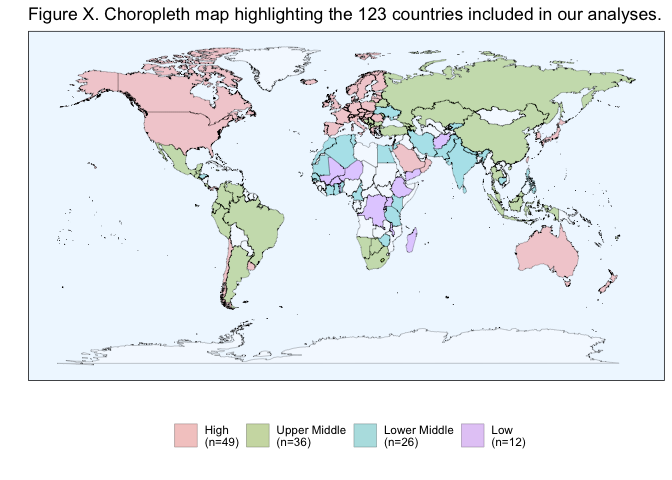 Figure X. Choropleth map highlighting the 123 countries included in our analyses.
High
(n=49)
Upper Middle
(n=36)
Lower Middle
(n=26)
Low
(n=12)